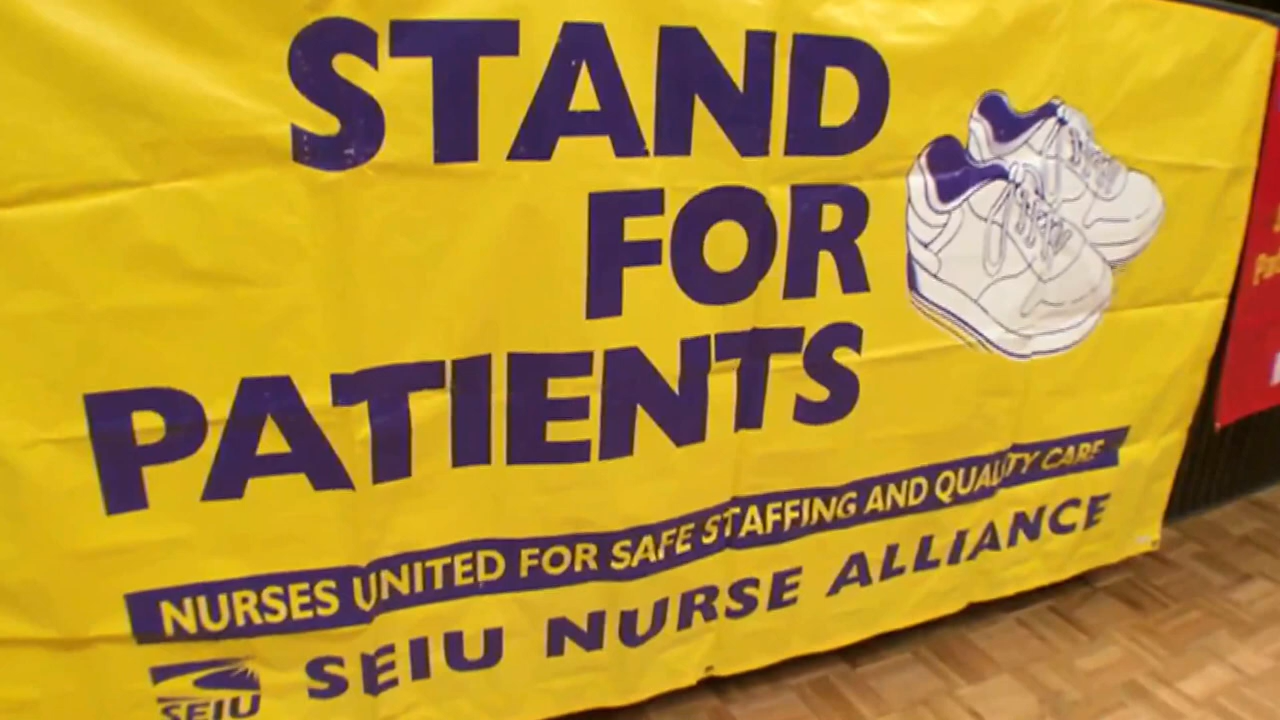 STAND
FOR
PATIENTS
NURSES UNITED FOR SAFE STAFFING AND QUALITY CARE
SEIU NURSE ALLIANCE
SEIU